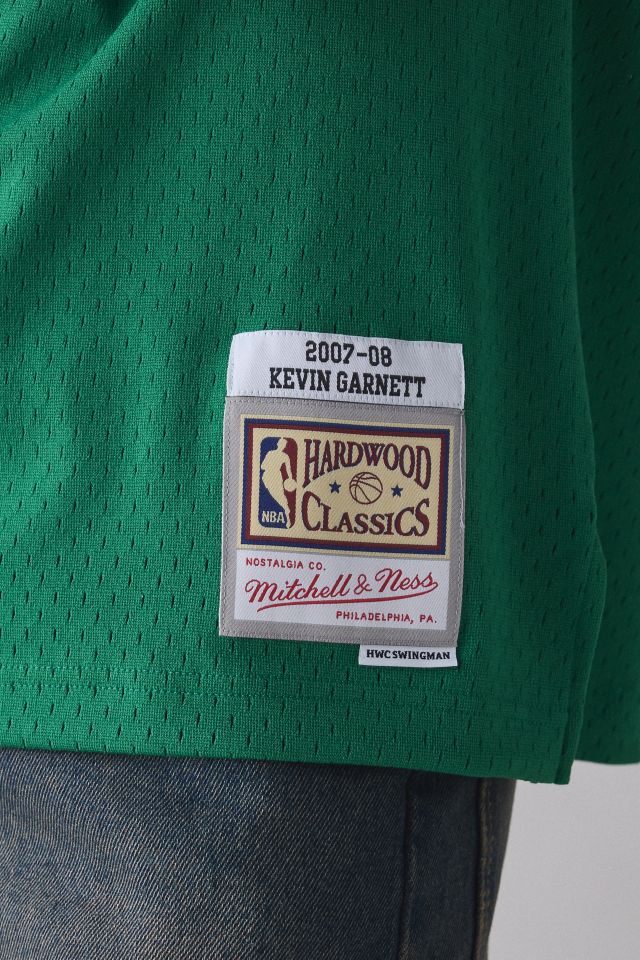 2007-08
KEVIN GARNETT
HARDWOOD
NBA
CLASSICS
NOSTALGIA CO.
Mitchell & Ness
PHILADELPHIA, PA.
HWC SWINGMAN